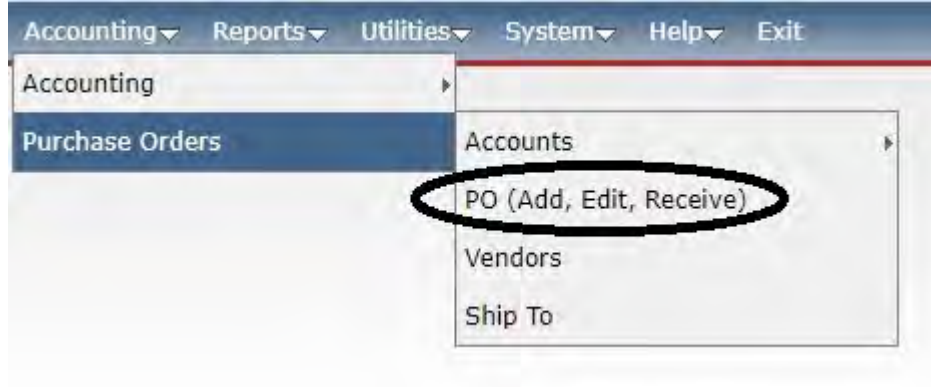 Accounting Reports Utilities System Help Exit
Accounting
Purchase Orders
Accounts
PO (Add, Edit, Receive)
Vendors
Ship To